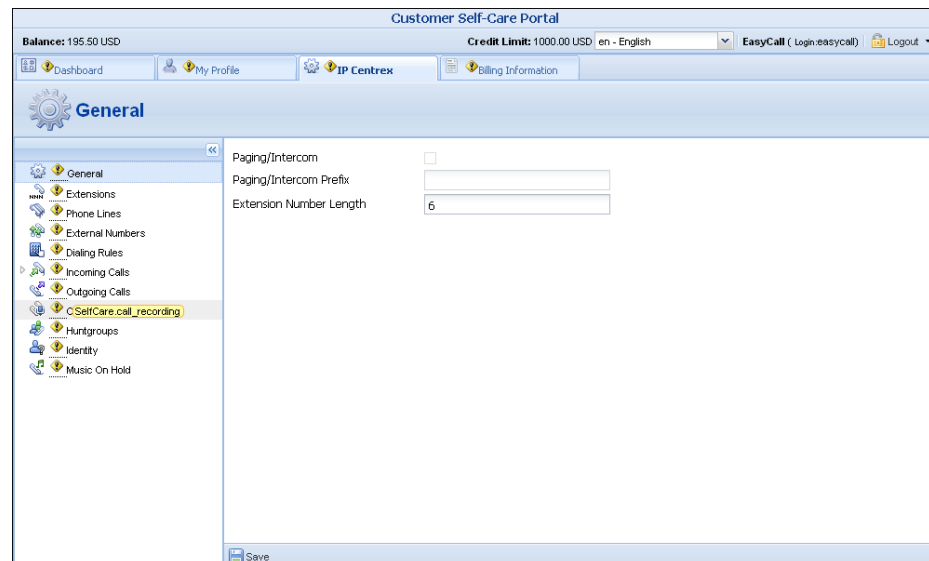 Customer Self-Care Portal
Balance: 195.50 USD Credit Limit: 1000.00 USD en - English EasyCall ( Login:easycall) Logout
Dashboard My Profile IP Centrex Billing Information
General
«
General
NNN Extensions
Phone Lines
External Numbers
Dialing Rules
Incoming Calls
Outgoing Calls
C SelfCare.call_recording
Huntgroups
Identity
Music On Hold
Paging/Intercom
Paging/Intercom Prefix
Extension Number Length 6
Save